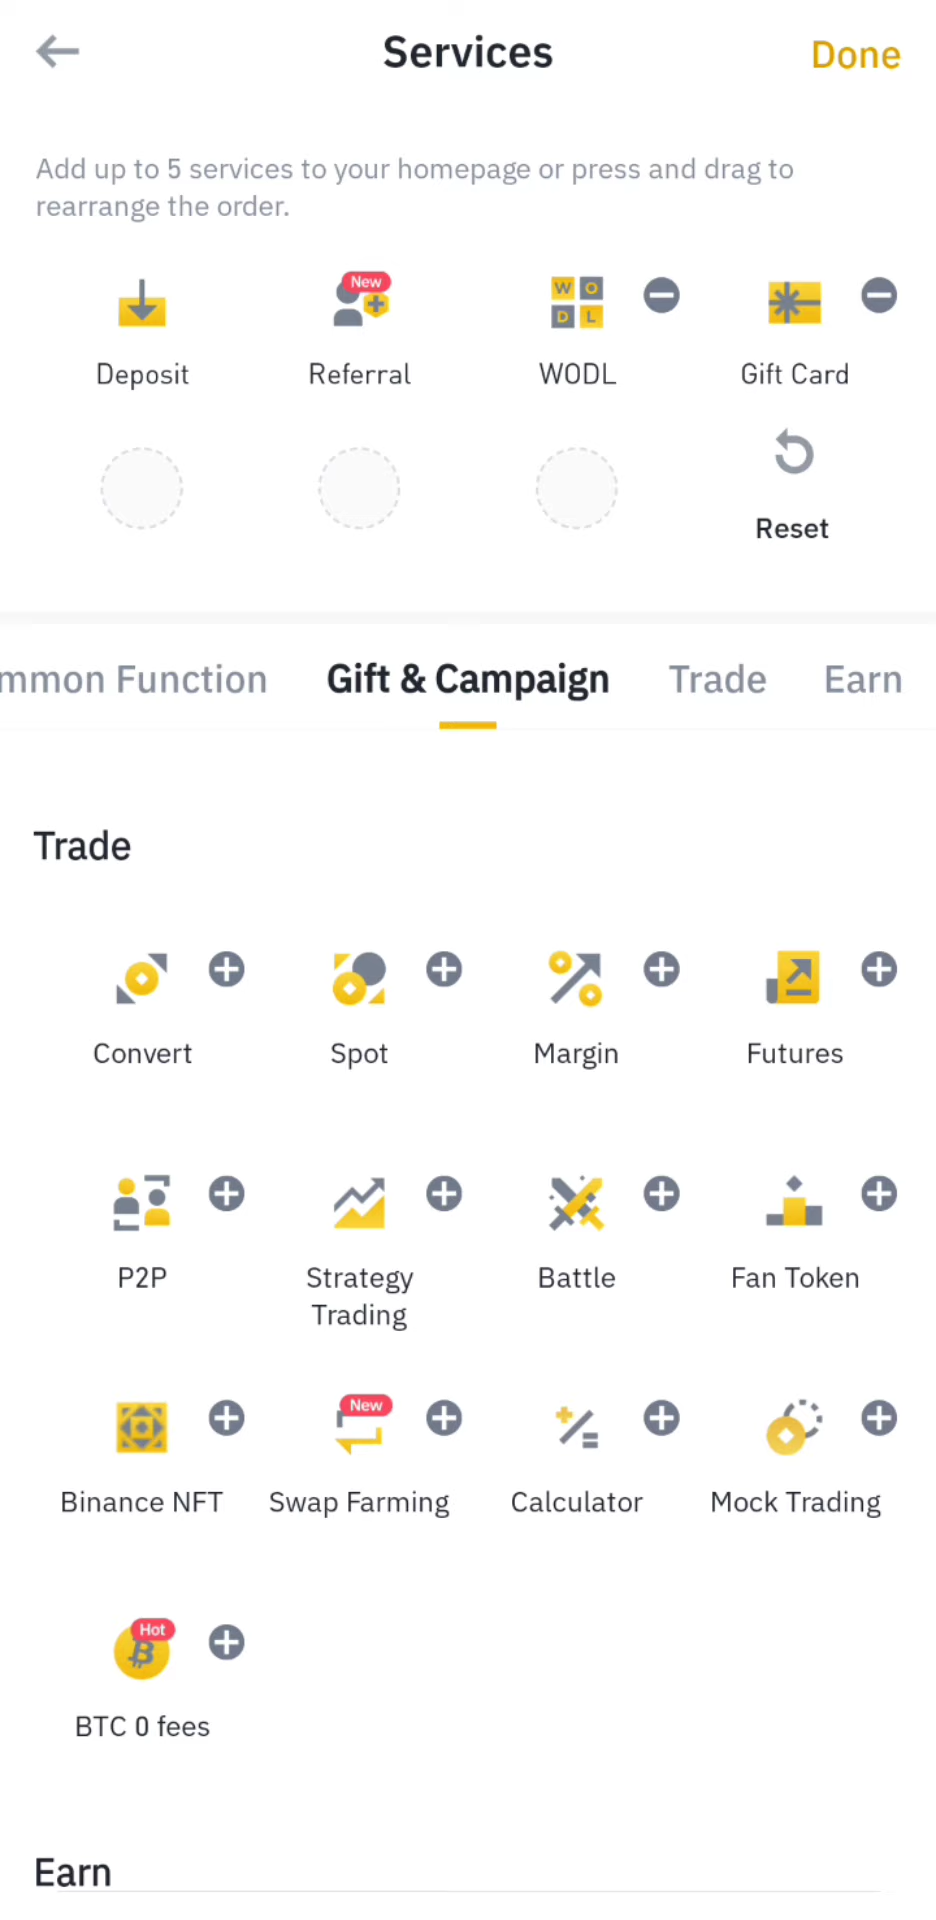 Services
Done
Add up to 5 services to your homepage or press and drag to
rearrange the order.
New
W O
D L
Deposit
Referral
WODL
Gift Card
Reset
mmon Function
Gift & Campaign
Trade
Earn
Trade
Convert
Spot
Margin
Futures
P2P
Strategy
Trading
Battle
Fan Token
New
Binance NFT
Swap Farming
Calculator
Mock Trading
Hot
BTC 0 fees
Earn